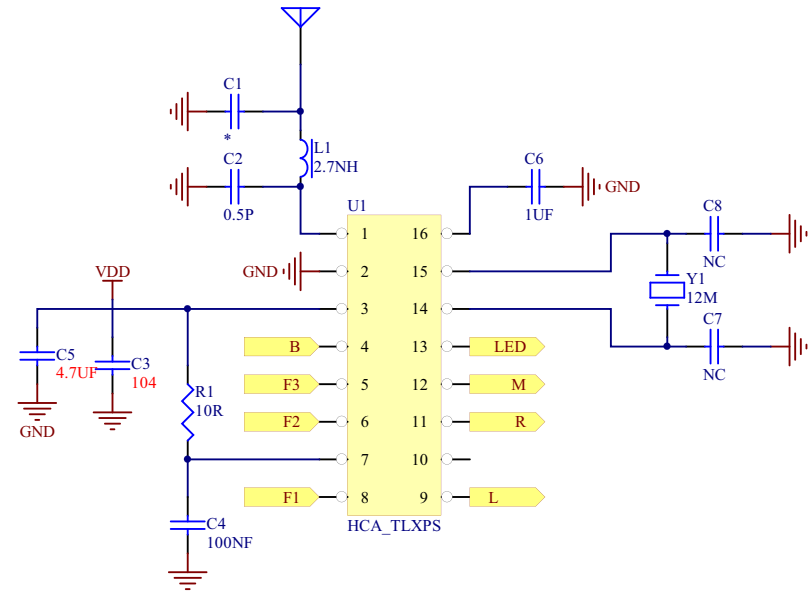 C1
*
L1
2.7NH
C2
0.5P
C6
1UF
GND
U1
C8
NC
1
16
GND
2
15
VDD
Y1
12M
3
14
C7
NC
B
4
13
LED
C5
4.7UF
C3
104
F3
5
12
M
R1
10R
F2
6
11
R
GND
7
10
F1
8
9
L
C4
100NF
HCA_TLXPS